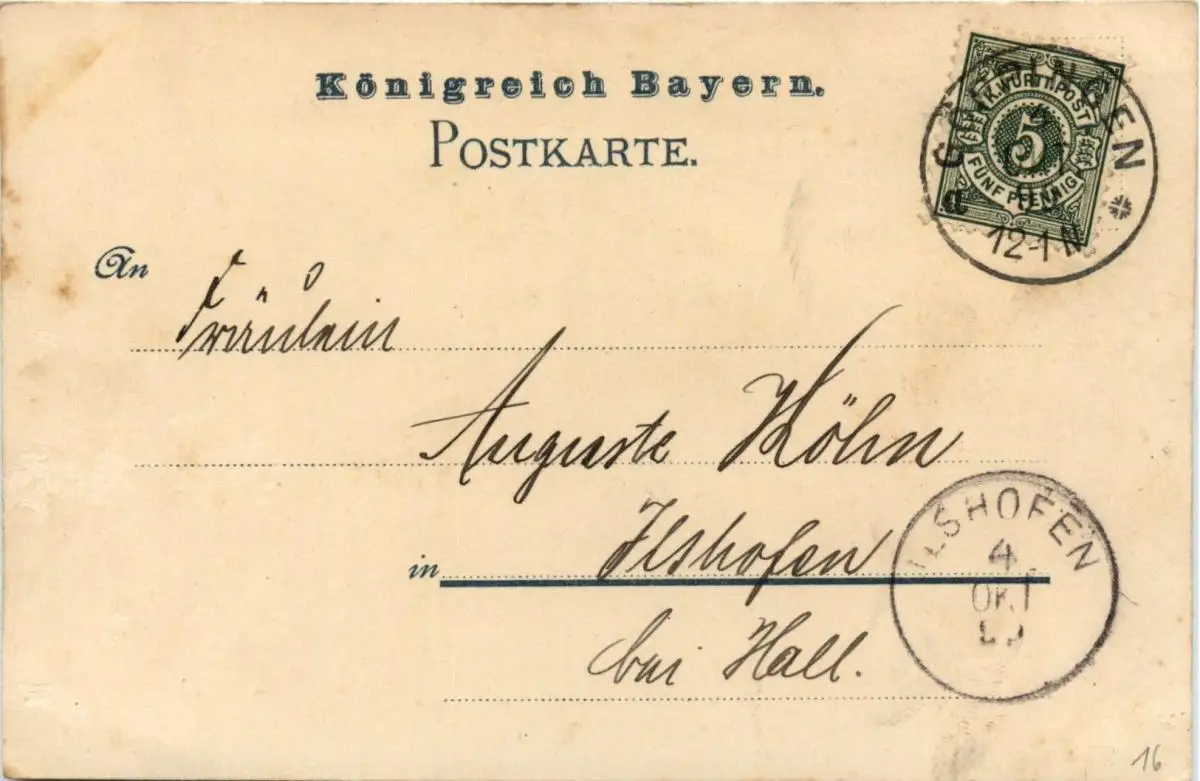 Königreich Bayern.
POSTKARTE.
K. WÜRTT. POST
5
FÜNF PFENNIG
12-1 N
An Fräulein
Auguste Köhn
in Ilshofen
bei Hall.
ILSHOFEN
4
OKT
16